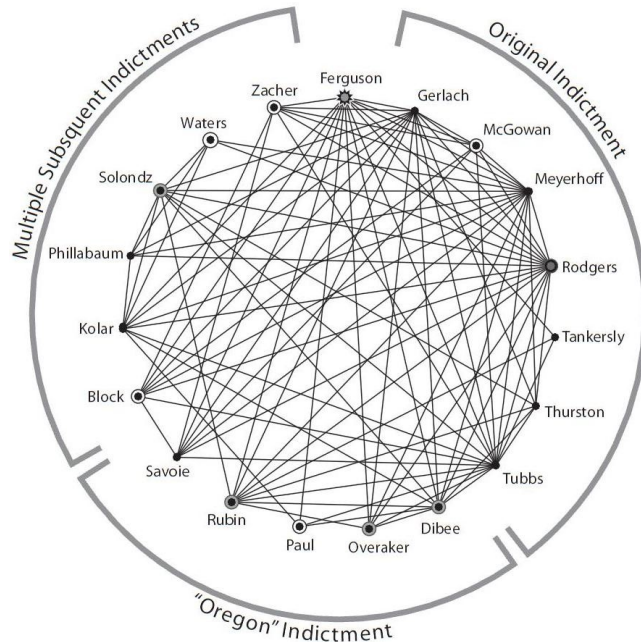 Multiple Subsquent Indictments
Original Indictment
"Oregon" Indictment
Ferguson
Gerlach
McGowan
Meyerhoff
Rodgers
Tankersly
Thurston
Tubbs
Dibee
Overaker
Paul
Rubin
Savoie
Block
Kolar
Phillabaum
Solondz
Waters
Zacher